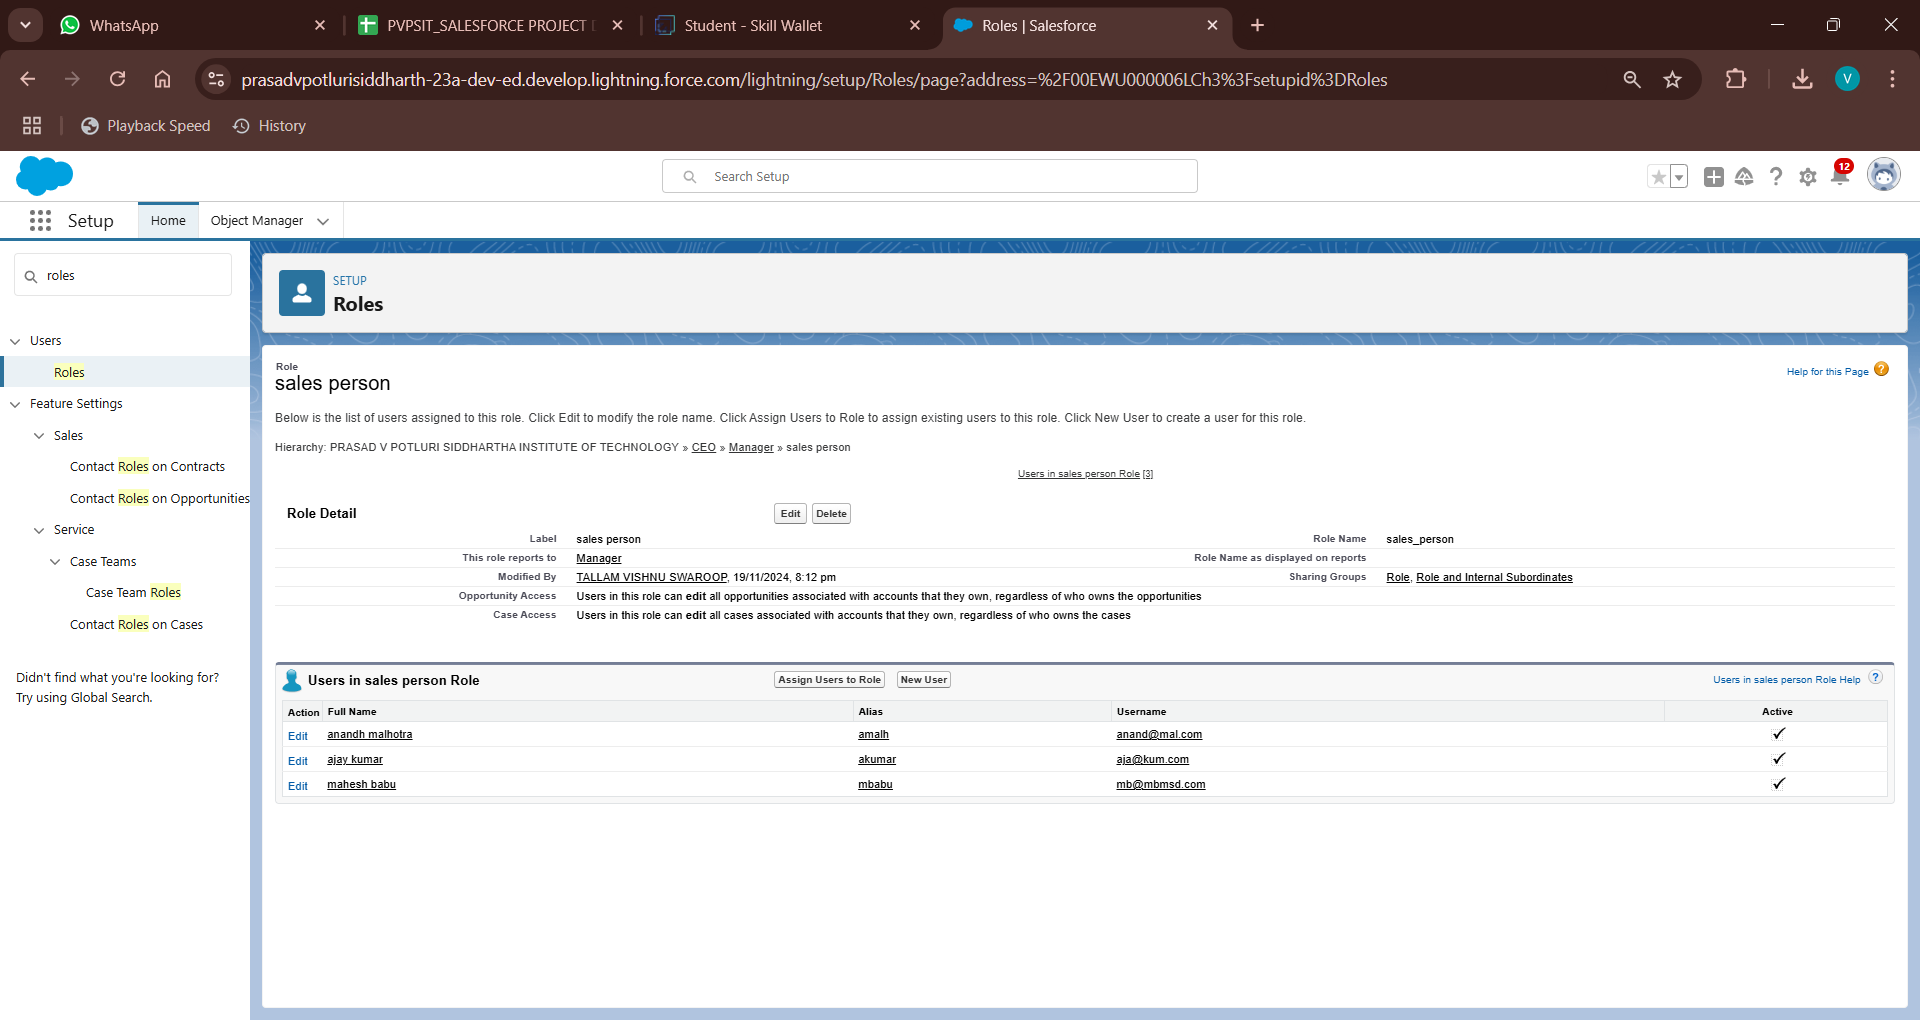 WhatsApp
PVPSIT_SALESFORCE PROJECT
Student - Skill Wallet
Roles | Salesforce
prasadvpotlurisiddharth-23a-dev-ed.develop.lightning.force.com/lightning/setup/Roles/page?address=%2F00EWU000006LCh3%3Fsetupid%3DRoles
V
Playback Speed
History
Search Setup
12
Setup
Home
Object Manager
roles
Users
Roles
Feature Settings
Sales
Contact Roles on Contracts
Contact Roles on Opportunities
Service
Case Teams
Case Team Roles
Contact Roles on Cases
Didn't find what you're looking for?
Try using Global Search.
SETUP
Roles
Role
sales person
Help for this Page ?
Below is the list of users assigned to this role. Click Edit to modify the role name. Click Assign Users to Role to assign existing users to this role. Click New User to create a user for this role.
Hierarchy: PRASAD V POTLURI SIDDHARTHA INSTITUTE OF TECHNOLOGY » CEO » Manager » sales person
Users in sales person Role [3]
Role Detail Edit Delete
Label sales person Role Name sales_person
This role reports to Manager Role Name as displayed on reports
Modified By TALLAM VISHNU SWAROOP, 19/11/2024, 8:12 pm Sharing Groups Role, Role and Internal Subordinates
Opportunity Access Users in this role can edit all opportunities associated with accounts that they own, regardless of who owns the opportunities
Case Access Users in this role can edit all cases associated with accounts that they own, regardless of who owns the cases
Users in sales person Role Assign Users to Role New User Users in sales person Role Help ?
Action Full Name Alias Username Active
Edit anandh malhotra amalh anand@mal.com ✓
Edit ajay kumar akumar aja@kum.com ✓
Edit mahesh babu mbabu mb@mbmsd.com ✓